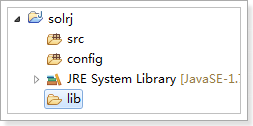 solrj
src
config
JRE System Library [JavaSE-1.
lib